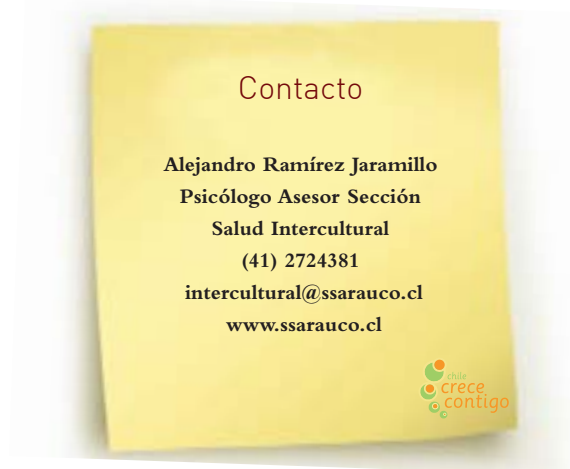 Contacto
Alejandro Ramírez Jaramillo
Psicólogo Asesor Sección
Salud Intercultural
(41) 2724381
intercultural@ssarauco.cl
www.ssarauco.cl
chile
crece
contigo